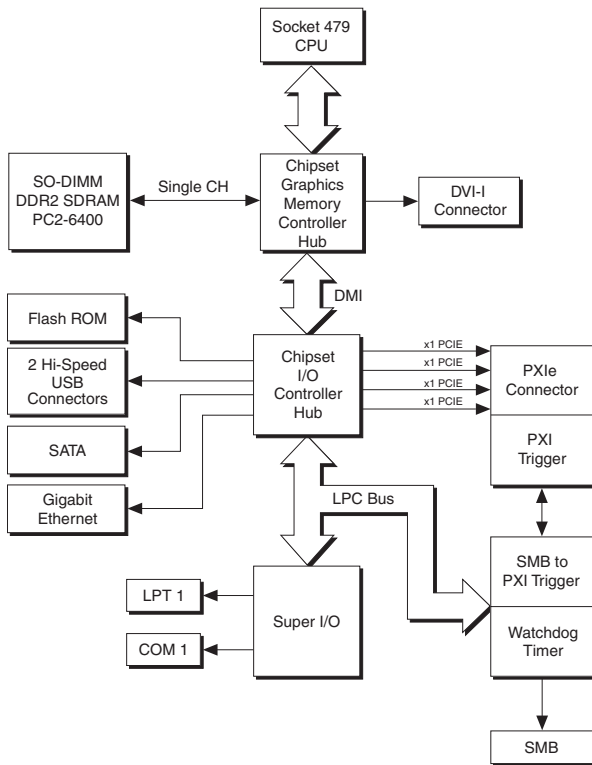 Socket 479
CPU
SO-DIMM
DDR2 SDRAM
PC2-6400
Single CH
Chipset
Graphics
Memory
Controller
Hub
DVI-I
Connector
DMI
Flash ROM
2 Hi-Speed
USB
Connectors
SATA
Gigabit
Ethernet
Chipset
I/O
Controller
Hub
x1 PCIE
x1 PCIE
x1 PCIE
x1 PCIE
PXIe
Connector
PXI
Trigger
LPC Bus
SMB to
PXI Trigger
Watchdog
Timer
LPT 1
COM 1
Super I/O
SMB